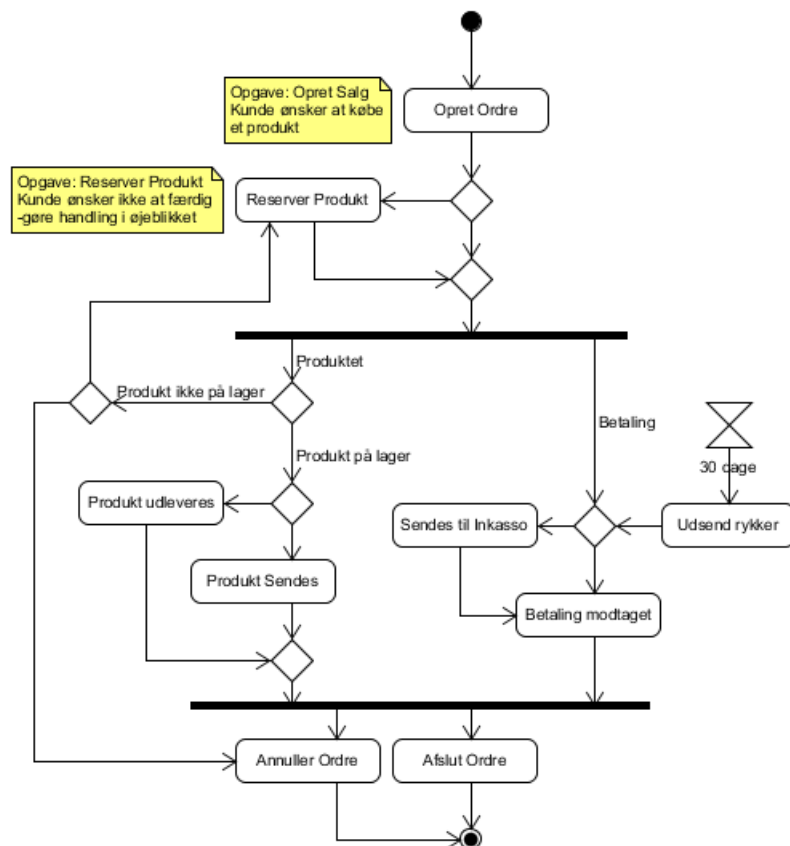 Opgave: Opret Salg
Kunde ønsker at købe
et produkt
Opret Ordre
Opgave: Reserver Produkt
Kunde ønsker ikke at færdig
-gøre handling i øjeblikket
Reserver Produkt
Produktet
Produkt ikke på lager
Betaling
Produkt på lager
30 dage
Produkt udleveres
Sendes til Inkasso
Udsend rykker
Produkt Sendes
Betaling modtaget
Annuller Ordre
Afslut Ordre